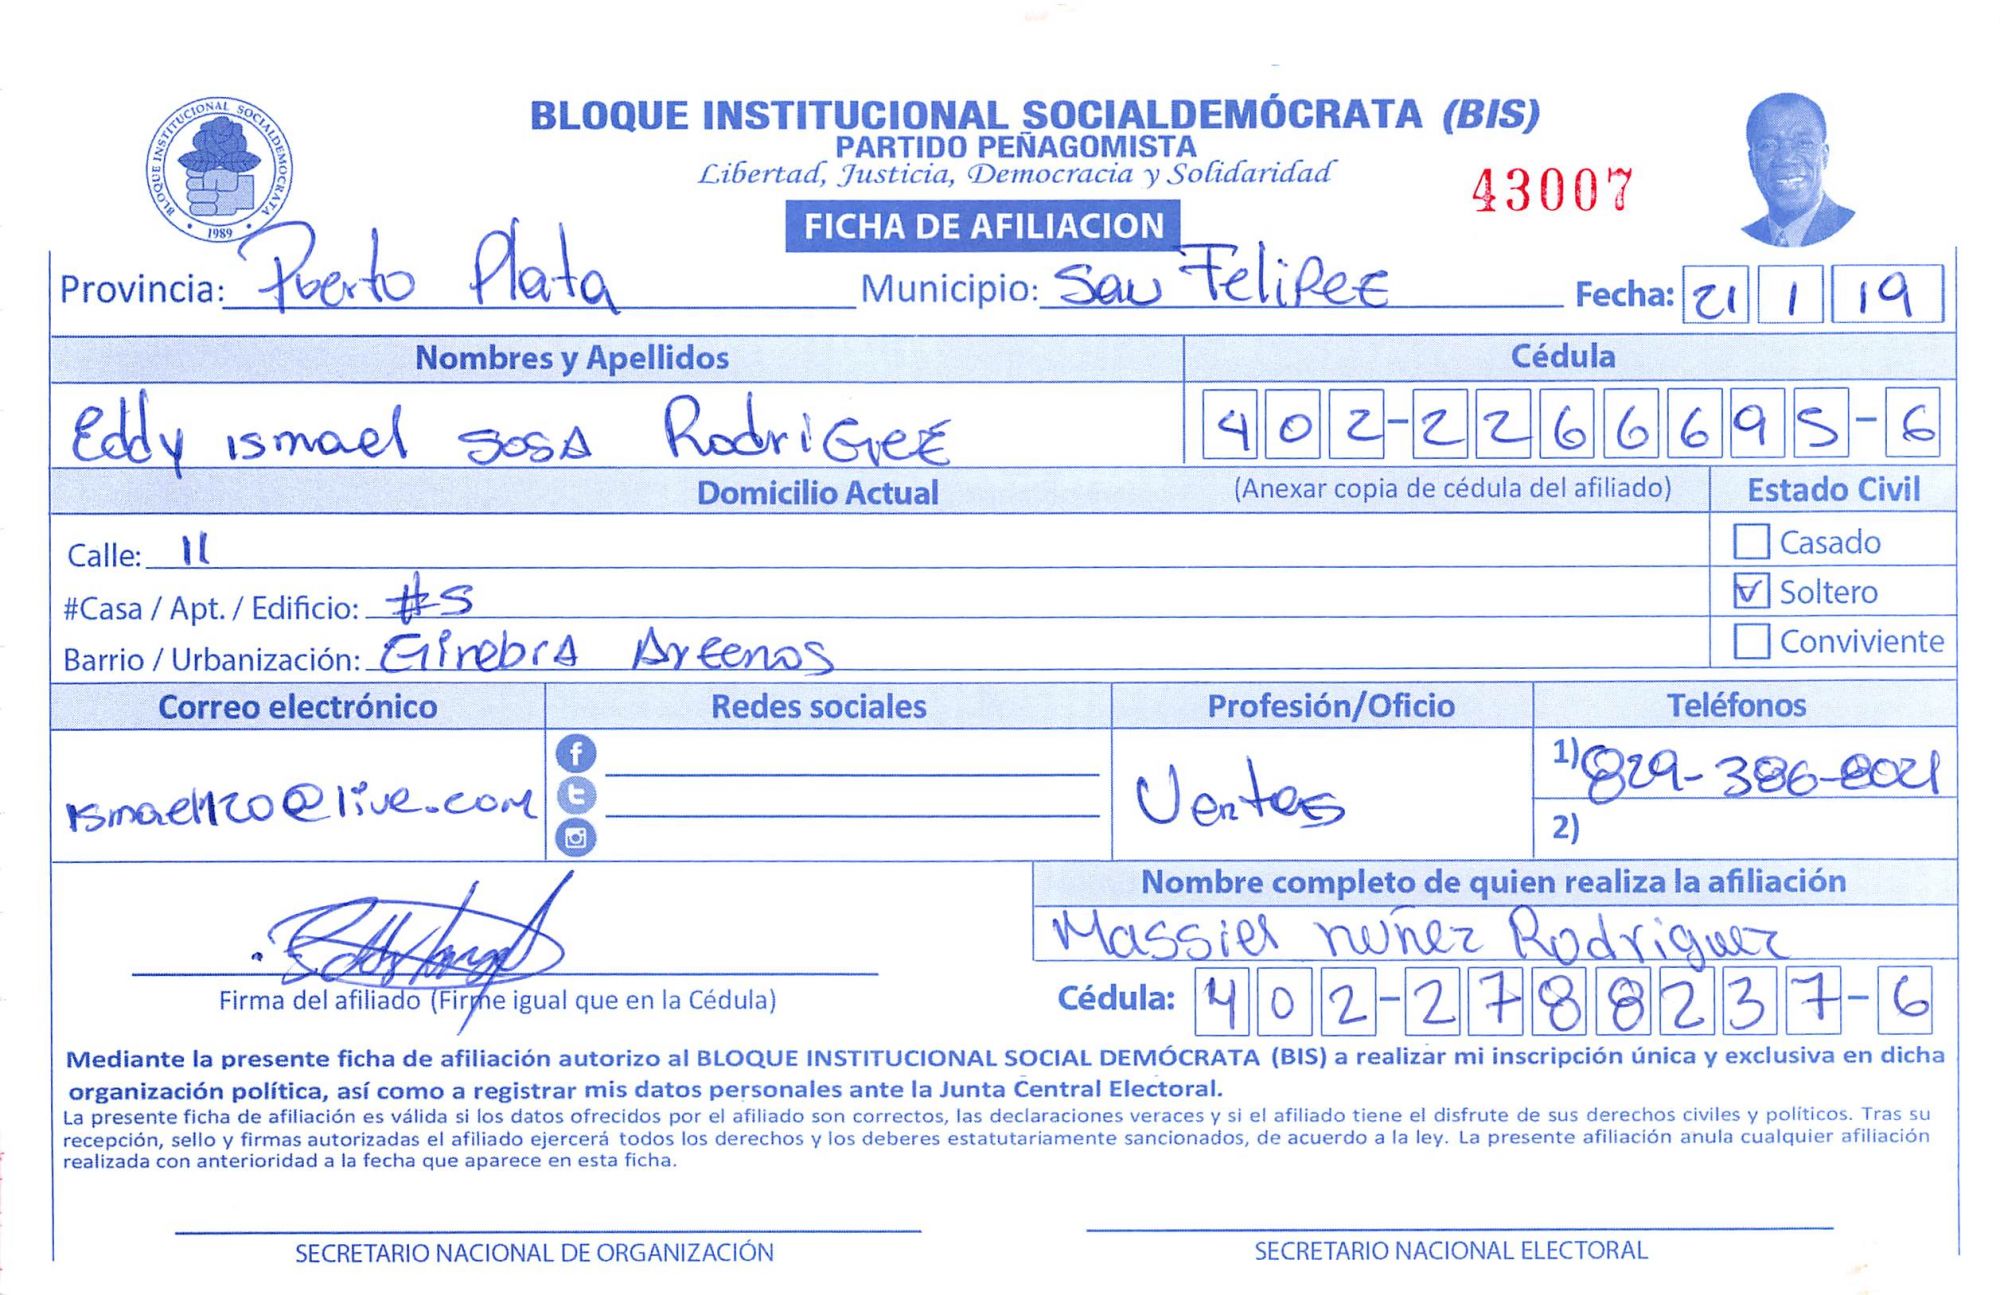 BLOQUE INSTITUCIONAL SOCIALDEMOCRATA
1989
BLOQUE INSTITUCIONAL SOCIALDEMÓCRATA (BIS)
PARTIDO PEÑAGOMISTA
Libertad, Justicia, Democracia y Solidaridad
43007
FICHA DE AFILIACION
Provincia: Puerto Plata Municipio: San Felipee Fecha: 21 1 19
Nombres y Apellidos Cédula
Eddy ismael sosA RodriGuez 402-2266695-6
Domicilio Actual (Anexar copia de cédula del afiliado) Estado Civil
Calle: 11 Casado
#Casa / Apt. / Edificio: #5 Soltero
Barrio / Urbanización: GinebrA Areenos Conviviente
Correo electrónico Redes sociales Profesión/Oficio Teléfonos
ismael120@live.com Ventas 1) 829-386-8021
2)
Nombre completo de quien realiza la afiliación
Massiel nuñez Rodriguez
Firma del afiliado (Firme igual que en la Cédula) Cédula: 402-2788237-6
Mediante la presente ficha de afiliación autorizo al BLOQUE INSTITUCIONAL SOCIAL DEMÓCRATA (BIS) a realizar mi inscripción única y exclusiva en dicha
organización política, así como a registrar mis datos personales ante la Junta Central Electoral.
La presente ficha de afiliación es válida si los datos ofrecidos por el afiliado son correctos, las declaraciones veraces y si el afiliado tiene el disfrute de sus derechos civiles y políticos. Tras su
recepción, sello y firmas autorizadas el afiliado ejercerá todos los derechos y los deberes estatutariamente sancionados, de acuerdo a la ley. La presente afiliación anula cualquier afiliación
realizada con anterioridad a la fecha que aparece en esta ficha.
SECRETARIO NACIONAL DE ORGANIZACIÓN SECRETARIO NACIONAL ELECTORAL